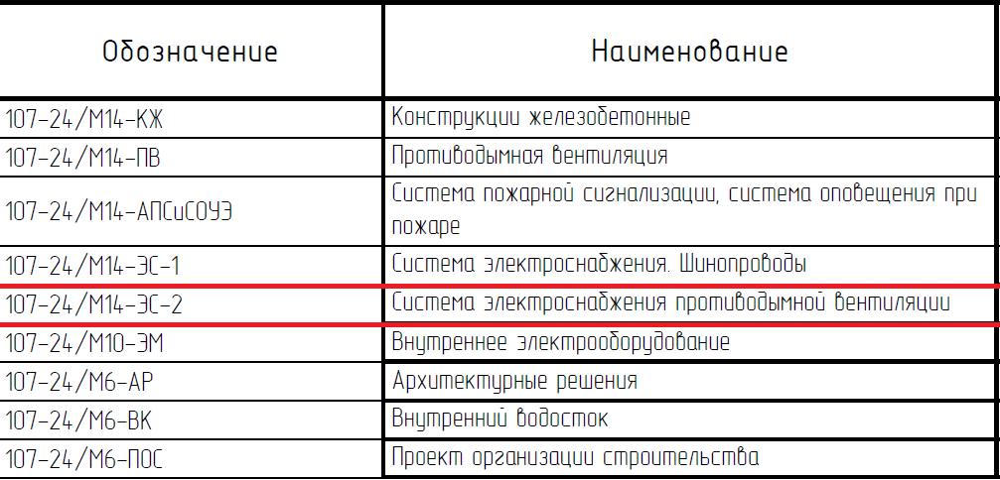 Обозначение Наименование
107-24/М14-КЖ Конструкции железобетонные
107-24/М14-ПВ Противодымная вентиляция
107-24/М14-АПСиСОУЭ Система пожарной сигнализации, система оповещения при
пожаре
107-24/М14-ЭС-1 Система электроснабжения. Шинопроводы
107-24/М14-ЭС-2 Система электроснабжения противодымной вентиляции
107-24/М10-ЭМ Внутреннее электрооборудование
107-24/М6-АР Архитектурные решения
107-24/М6-ВК Внутренний водосток
107-24/М6-ПОС Проект организации строительства